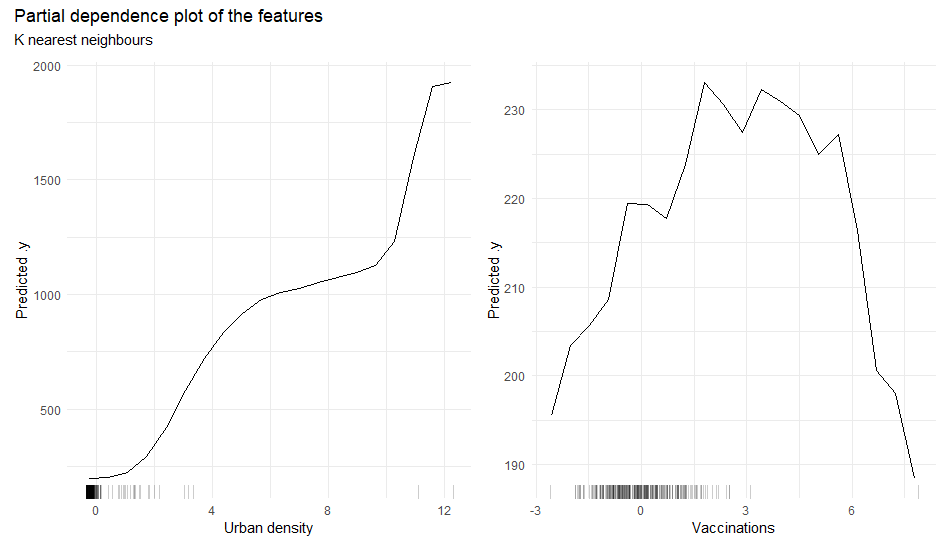 Partial dependence plot of the features
K nearest neighbours
2000
1500
1000
500
Predicted .y
0
4
8
12
Urban density
230
220
210
200
190
Predicted .y
-3
0
3
6
Vaccinations